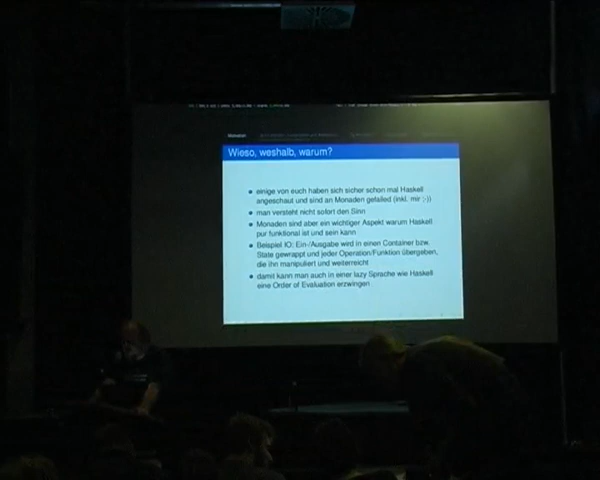 Wieso, weshalb, warum?
einige von euch haben sich sicher schon mal Haskell
angeschaut und sind an Monaden gefailed (inkl. mir ;-))
man versteht nicht sofort den Sinn
Monaden sind aber ein wichtiger Aspekt warum Haskell
pur funktional ist und sein kann
Beispiel IO: Ein-/Ausgabe wird in einen Container bzw.
State gewrappt und jeder Operation/Funktion übergeben,
die ihn manipuliert und weiterreicht
damit kann man auch in einer lazy Sprache wie Haskell
eine Order of Evaluation erzwingen